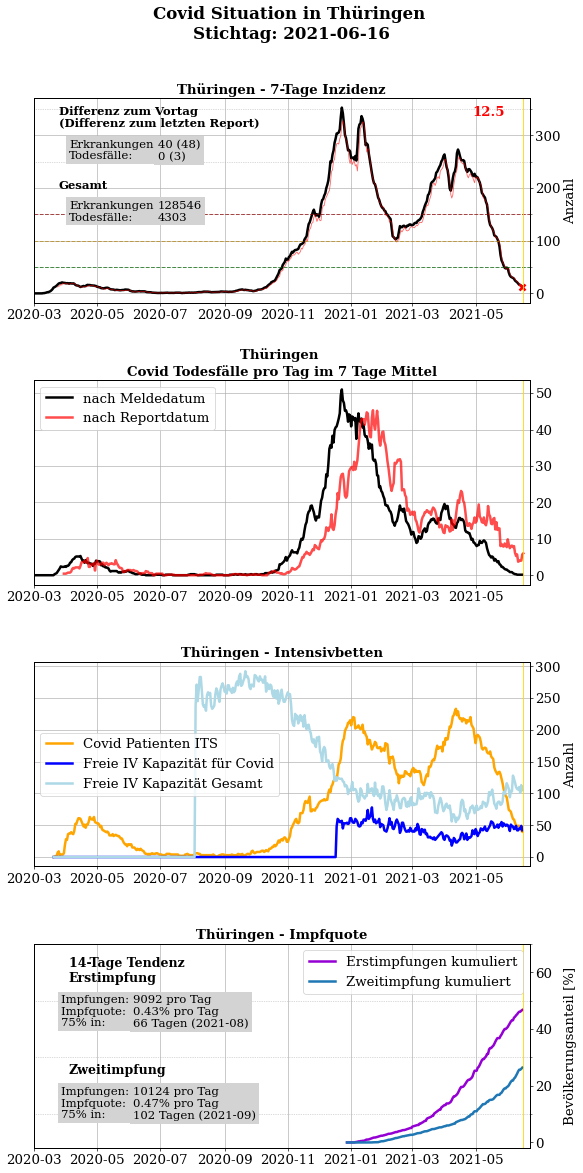 Covid Situation in Thüringen
Stichtag: 2021-06-16
Thüringen - 7-Tage Inzidenz
Differenz zum Vortag
(Differenz zum letzten Report)
Erkrankungen 40 (48)
Todesfälle: 0 (3)
Gesamt
Erkrankungen 128546
Todesfälle: 4303
12.5
300
200
100
0
Anzahl
2020-03 2020-05 2020-07 2020-09 2020-11 2021-01 2021-03 2021-05
Thüringen
Covid Todesfälle pro Tag im 7 Tage Mittel
nach Meldedatum
nach Reportdatum
50
40
30
20
10
0
2020-03 2020-05 2020-07 2020-09 2020-11 2021-01 2021-03 2021-05
Thüringen - Intensivbetten
Covid Patienten ITS
Freie IV Kapazität für Covid
Freie IV Kapazität Gesamt
300
250
200
150
100
50
0
Anzahl
2020-03 2020-05 2020-07 2020-09 2020-11 2021-01 2021-03 2021-05
Thüringen - Impfquote
14-Tage Tendenz
Erstimpfung
Impfungen: 9092 pro Tag
Impfquote: 0.43% pro Tag
75% in: 66 Tagen (2021-08)
Zweitimpfung
Impfungen: 10124 pro Tag
Impfquote: 0.47% pro Tag
75% in: 102 Tagen (2021-09)
Erstimpfungen kumuliert
Zweitimpfung kumuliert
60
40
20
0
Bevölkerungsanteil [%]
2020-03 2020-05 2020-07 2020-09 2020-11 2021-01 2021-03 2021-05